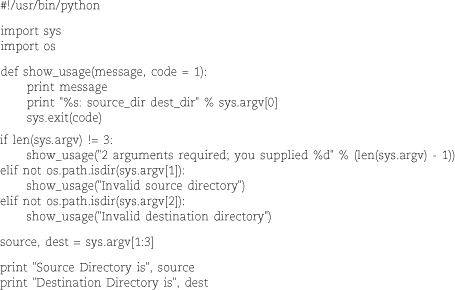 #!/usr/bin/python
import sys
import os
def show_usage(message, code = 1):
print message
print "%s: source_dir dest_dir" % sys.argv[0]
sys.exit(code)
if len(sys.argv) != 3:
show_usage("2 arguments required; you supplied %d" % (len(sys.argv) - 1))
elif not os.path.isdir(sys.argv[1]):
show_usage("Invalid source directory")
elif not os.path.isdir(sys.argv[2]):
show_usage("Invalid destination directory")
source, dest = sys.argv[1:3]
print "Source Directory is", source
print "Destination Directory is", dest